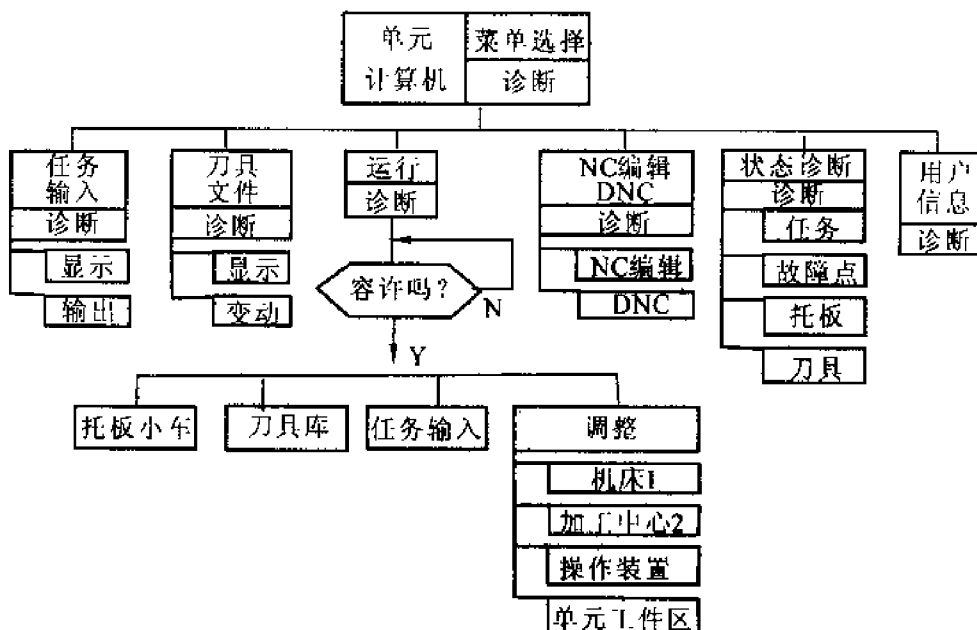 单元
计算机
菜单选择
诊断
任务
输入
诊断
显示
输出
刀具
文件
诊断
显示
变动
运行
诊断
容许吗?
N
Y
NC编辑
DNC
诊断
NC编辑
DNC
状态诊断
诊断
任务
故障点
托板
刀具
用户
信息
诊断
托板小车
刀具库
任务输入
调整
机床1
加工中心2
操作装置
单元工件区